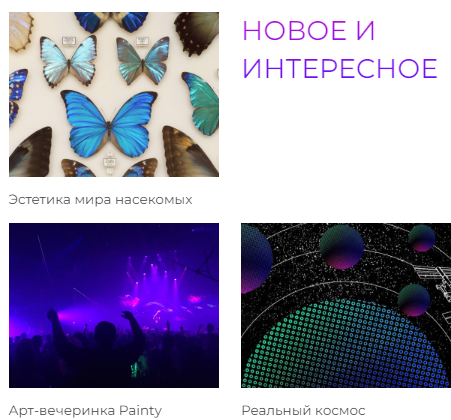 НОВОЕ И
ИНТЕРЕСНОЕ
Эстетика мира насекомых
Арт-вечеринка Painty
Реальный космос